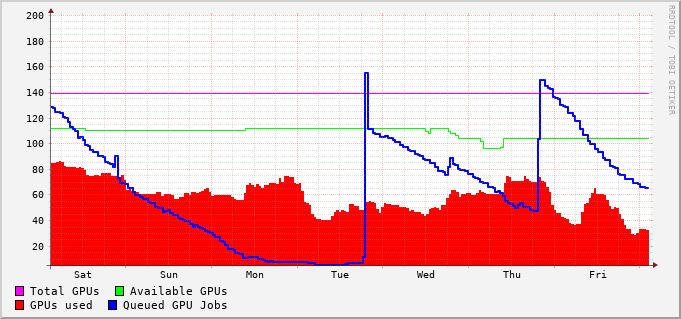 200
180
160
140
120
100
80
60
40
20
Sat Sun Mon Tue Wed Thu Fri
Total GPUs Available GPUs
GPUs used Queued GPU Jobs
RRDTOOL / TOBI OETIKER